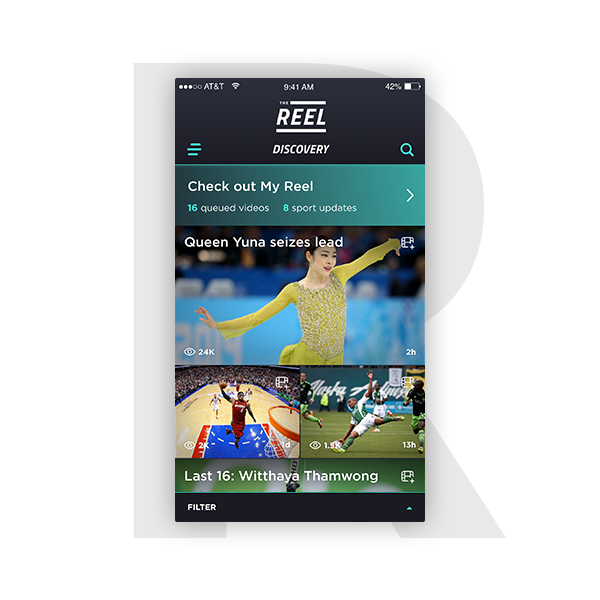 AT&T 9:41 AM 42%
THE
REEL
DISCOVERY
Check out My Reel
16 queued videos 8 sport updates
Queen Yuna seizes lead
24K 2h
Alaska
2K 1d
1.5K 13h
Last 16: Witthaya Thamwong
FILTER
R